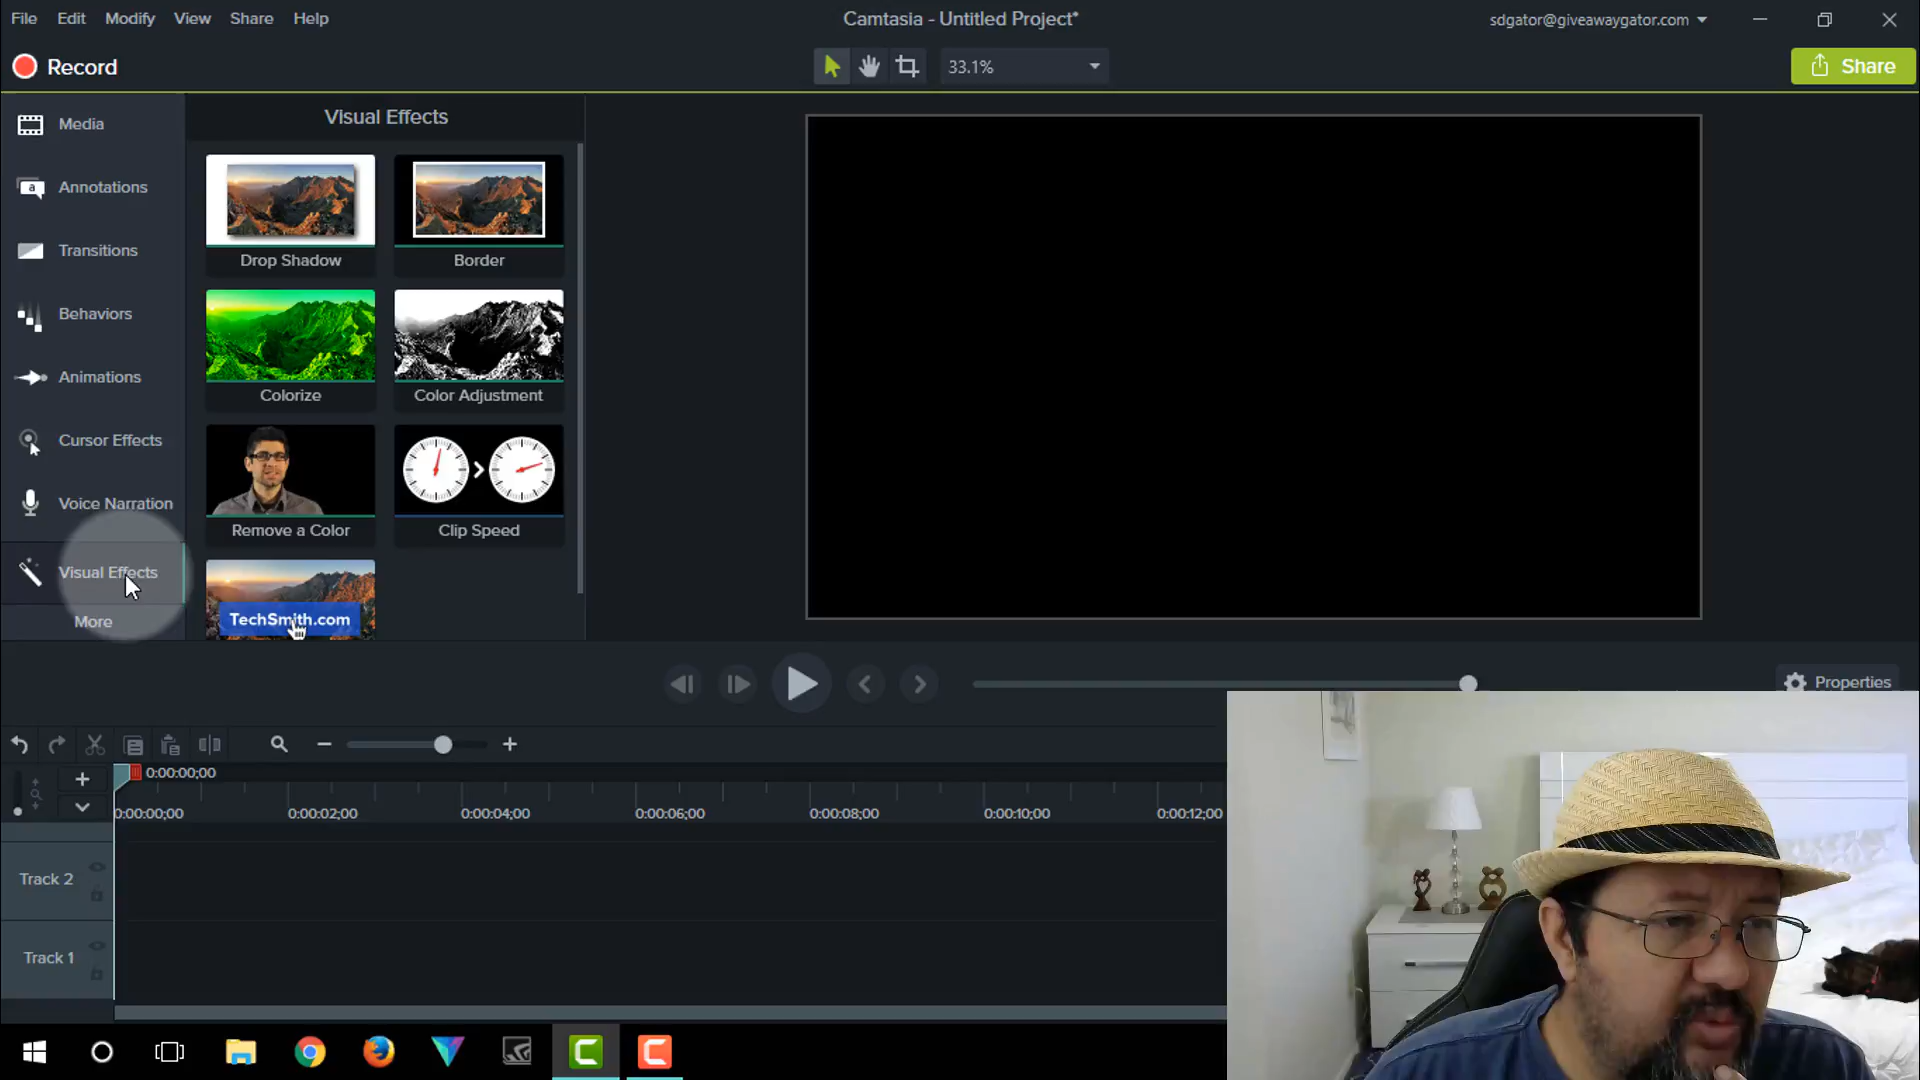 File Edit Modify View Share Help
Camtasia - Untitled Project*
sdgator@giveawaygator.com
Record
33.1%
Share
Media
Annotations
Transitions
Behaviors
Animations
Cursor Effects
Voice Narration
Visual Effects
More
Visual Effects
Drop Shadow
Border
Colorize
Color Adjustment
Remove a Color
Clip Speed
TechSmith.com
Properties
0:00:00;00
0:00:00;00 0:00:02;00 0:00:04;00 0:00:06;00 0:00:08;00 0:00:10;00 0:00:12;00
Track 2
Track 1